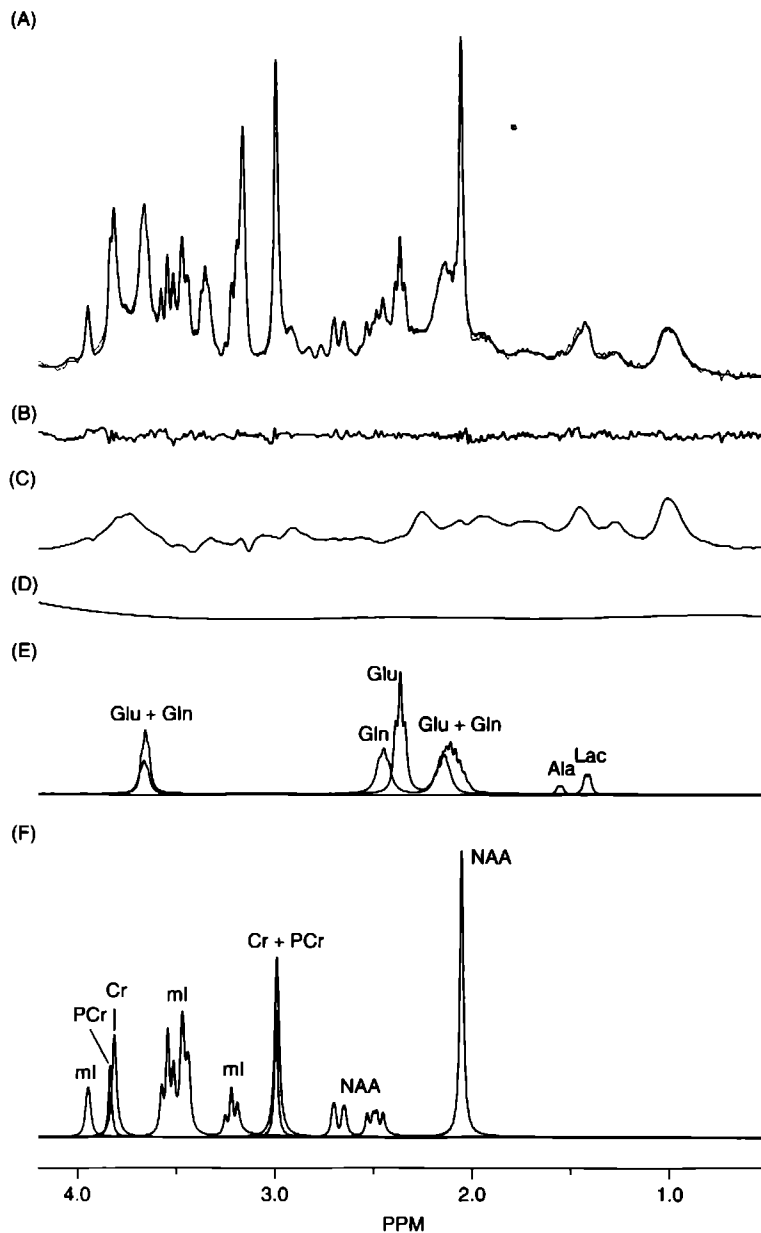 (A)
(B)
(C)
(D)
(E)
Glu + Gln
Gln
Glu
Glu + Gln
Ala
Lac
(F)
mI
PCr
Cr
mI
mI
Cr + PCr
NAA
NAA
4.0 3.0 2.0 1.0
PPM